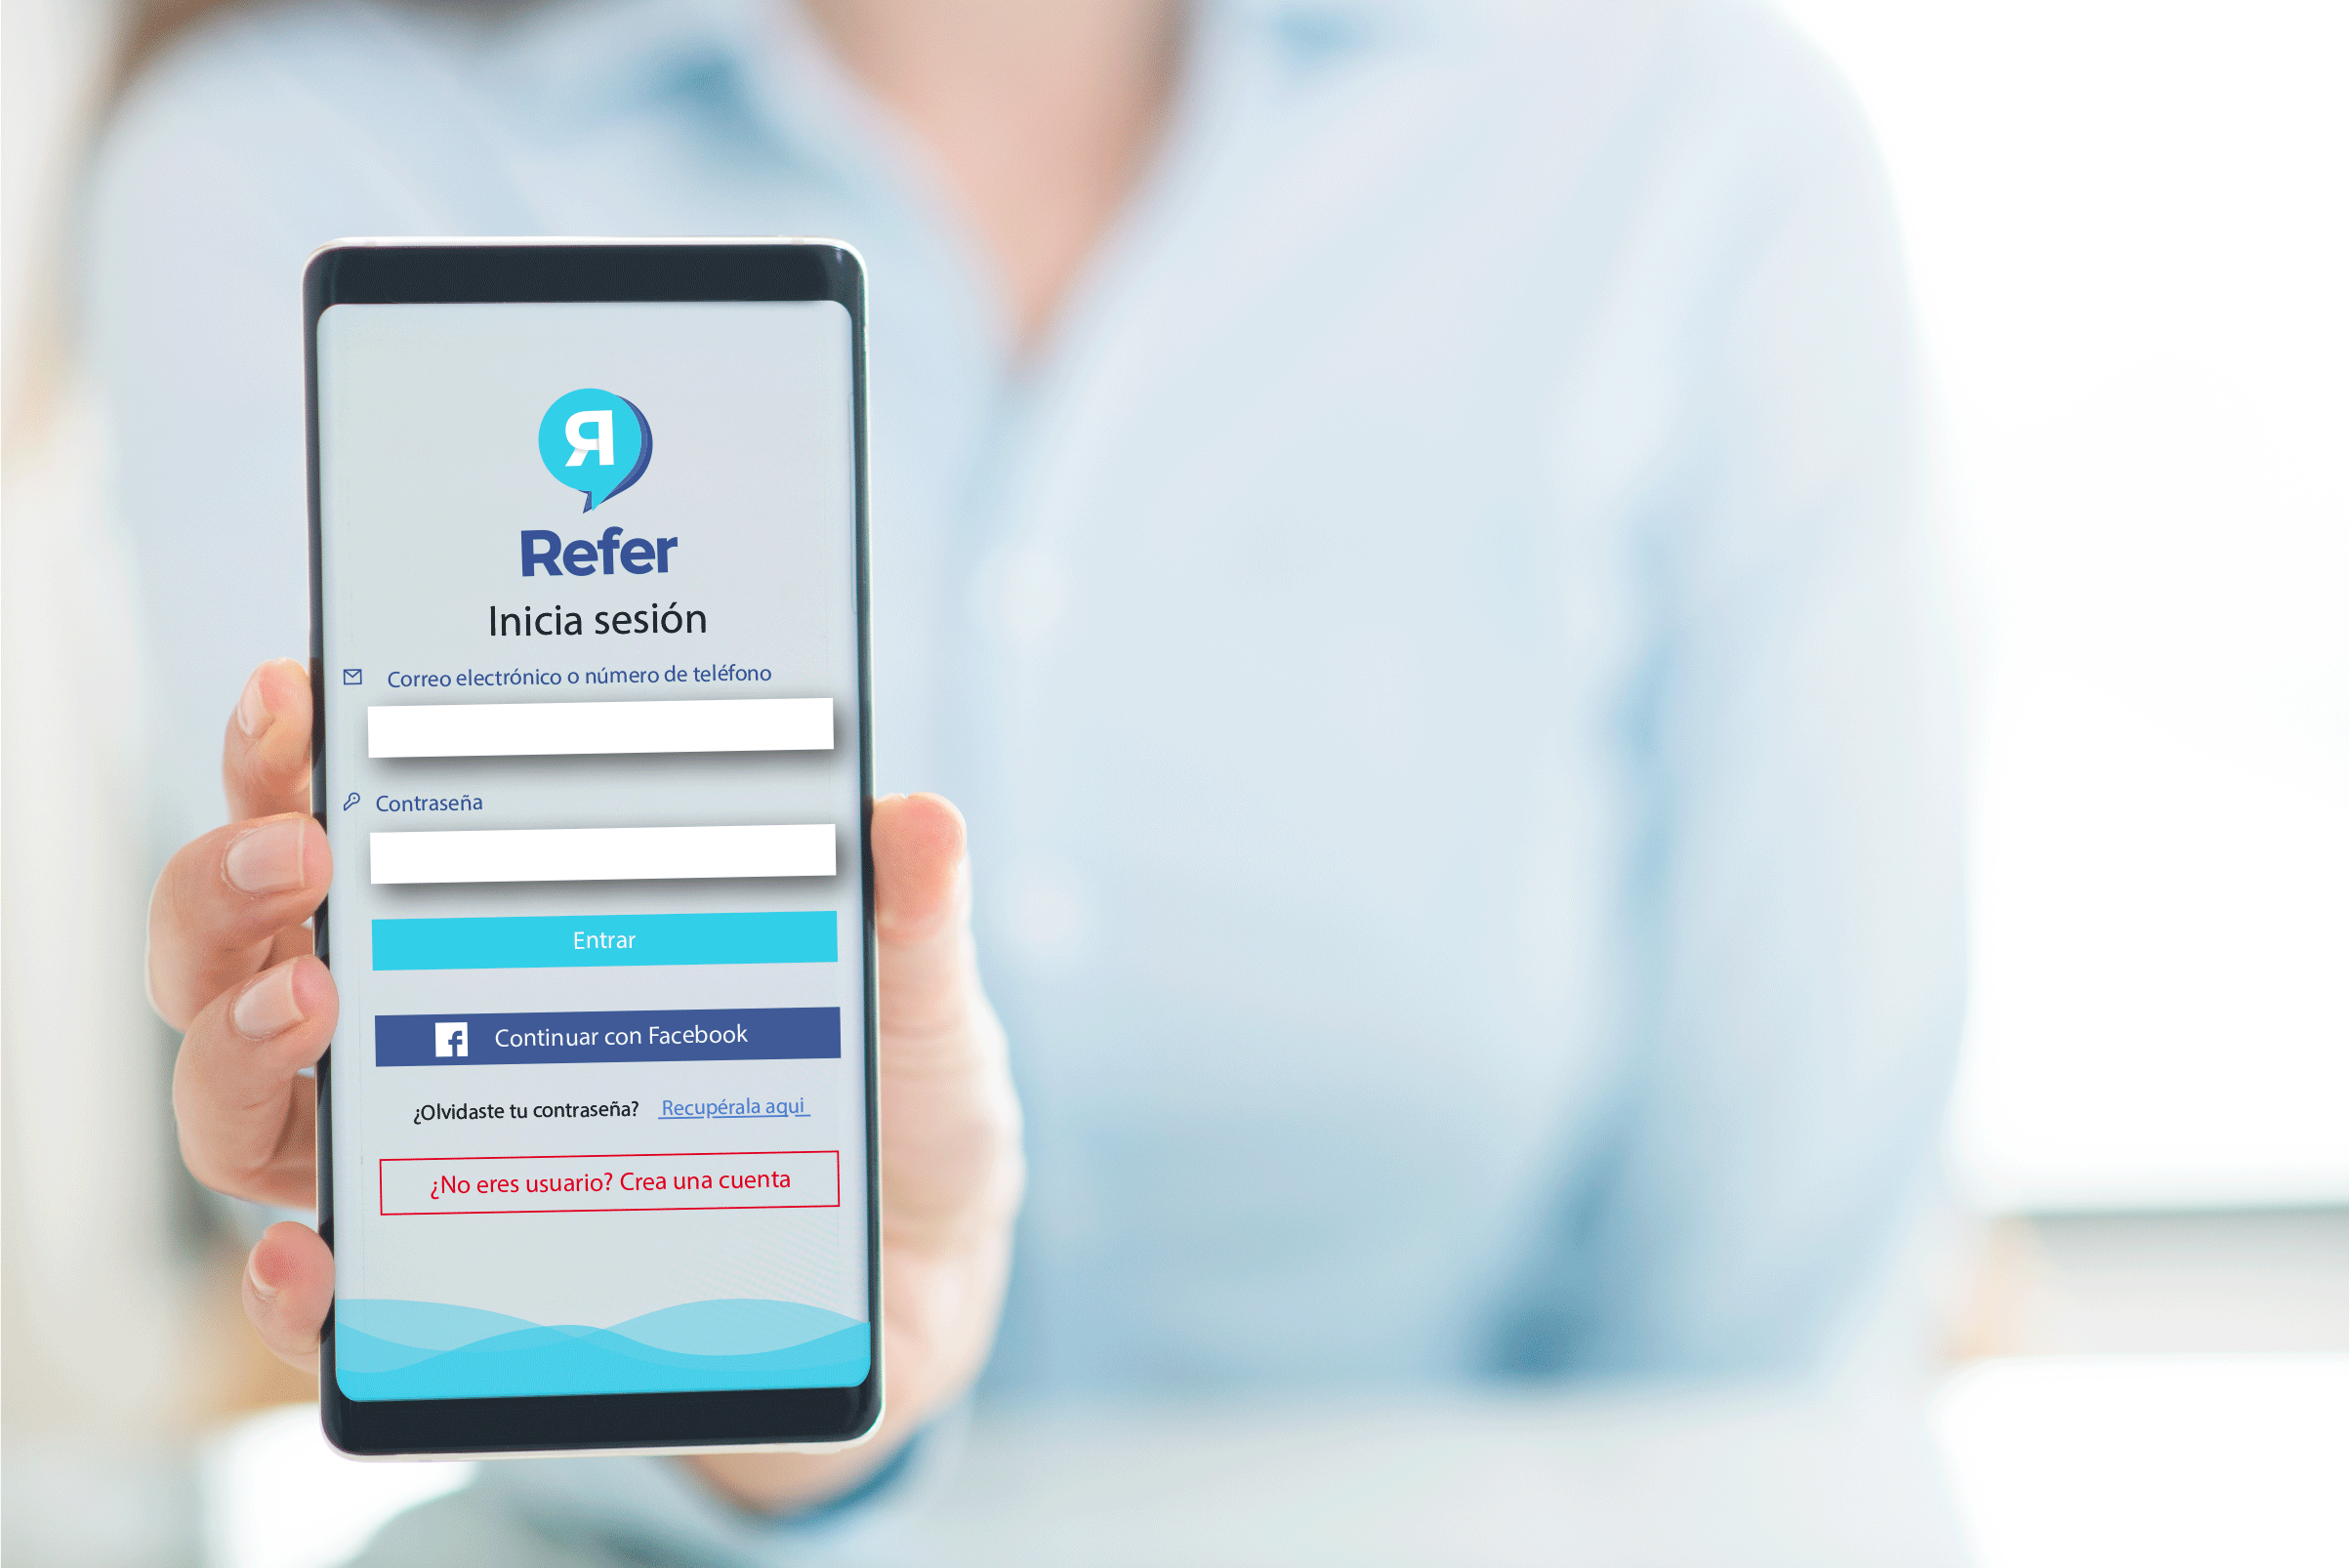 Я
Refer
Inicia sesión
Correo electrónico o número de teléfono
Contraseña
Entrar
f Continuar con Facebook
¿Olvidaste tu contraseña? Recupérala aqui
¿No eres usuario? Crea una cuenta